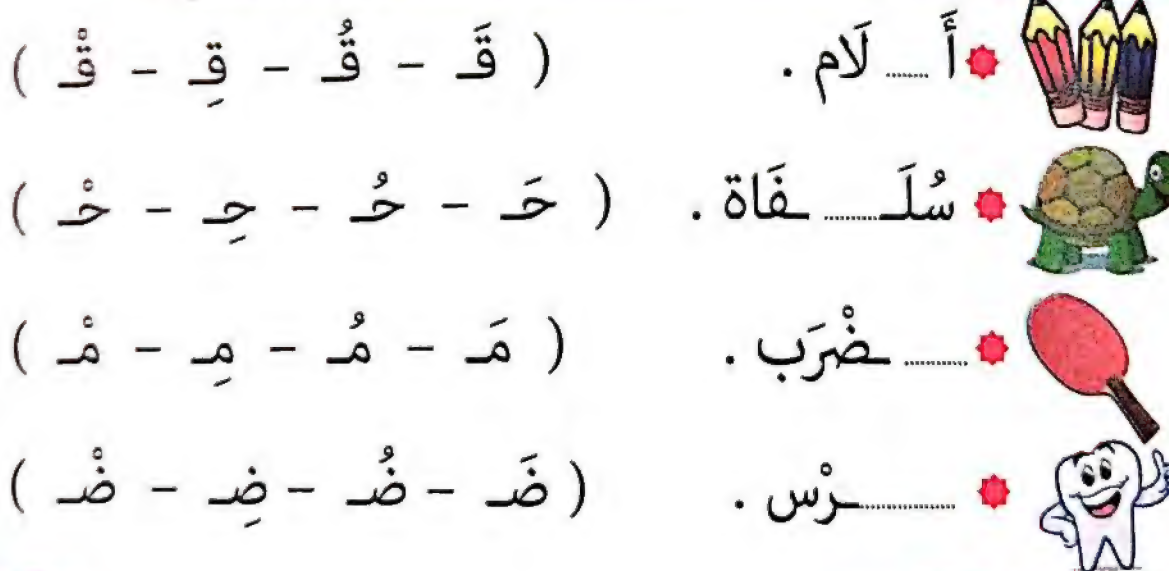 أَ .... لَام . ( قَـ - قُـ - قِـ - قْـ )
سُلَـ ...... ـفَاة . ( حَـ - حُـ - حِـ - حْـ )
........ ـضْرَب . ( مَـ - مُـ - مِـ - مْـ )
............ ـرْس . ( ضَـ - ضُـ - ضِـ - ضْـ )